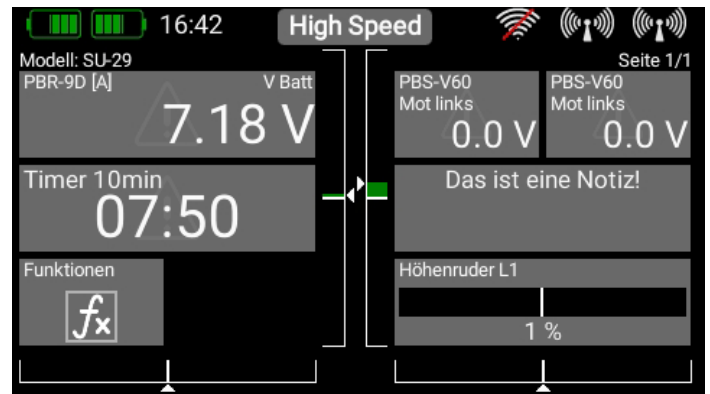 16:42 High Speed
Modell: SU-29 Seite 1/1
PBR-9D [A] V Batt
7.18 V
PBS-V60 PBS-V60
Mot links Mot links
0.0 V 0.0 V
Timer 10min
07:50
Das ist eine Notiz!
Funktionen
fx
Höhenruder L1
1 %